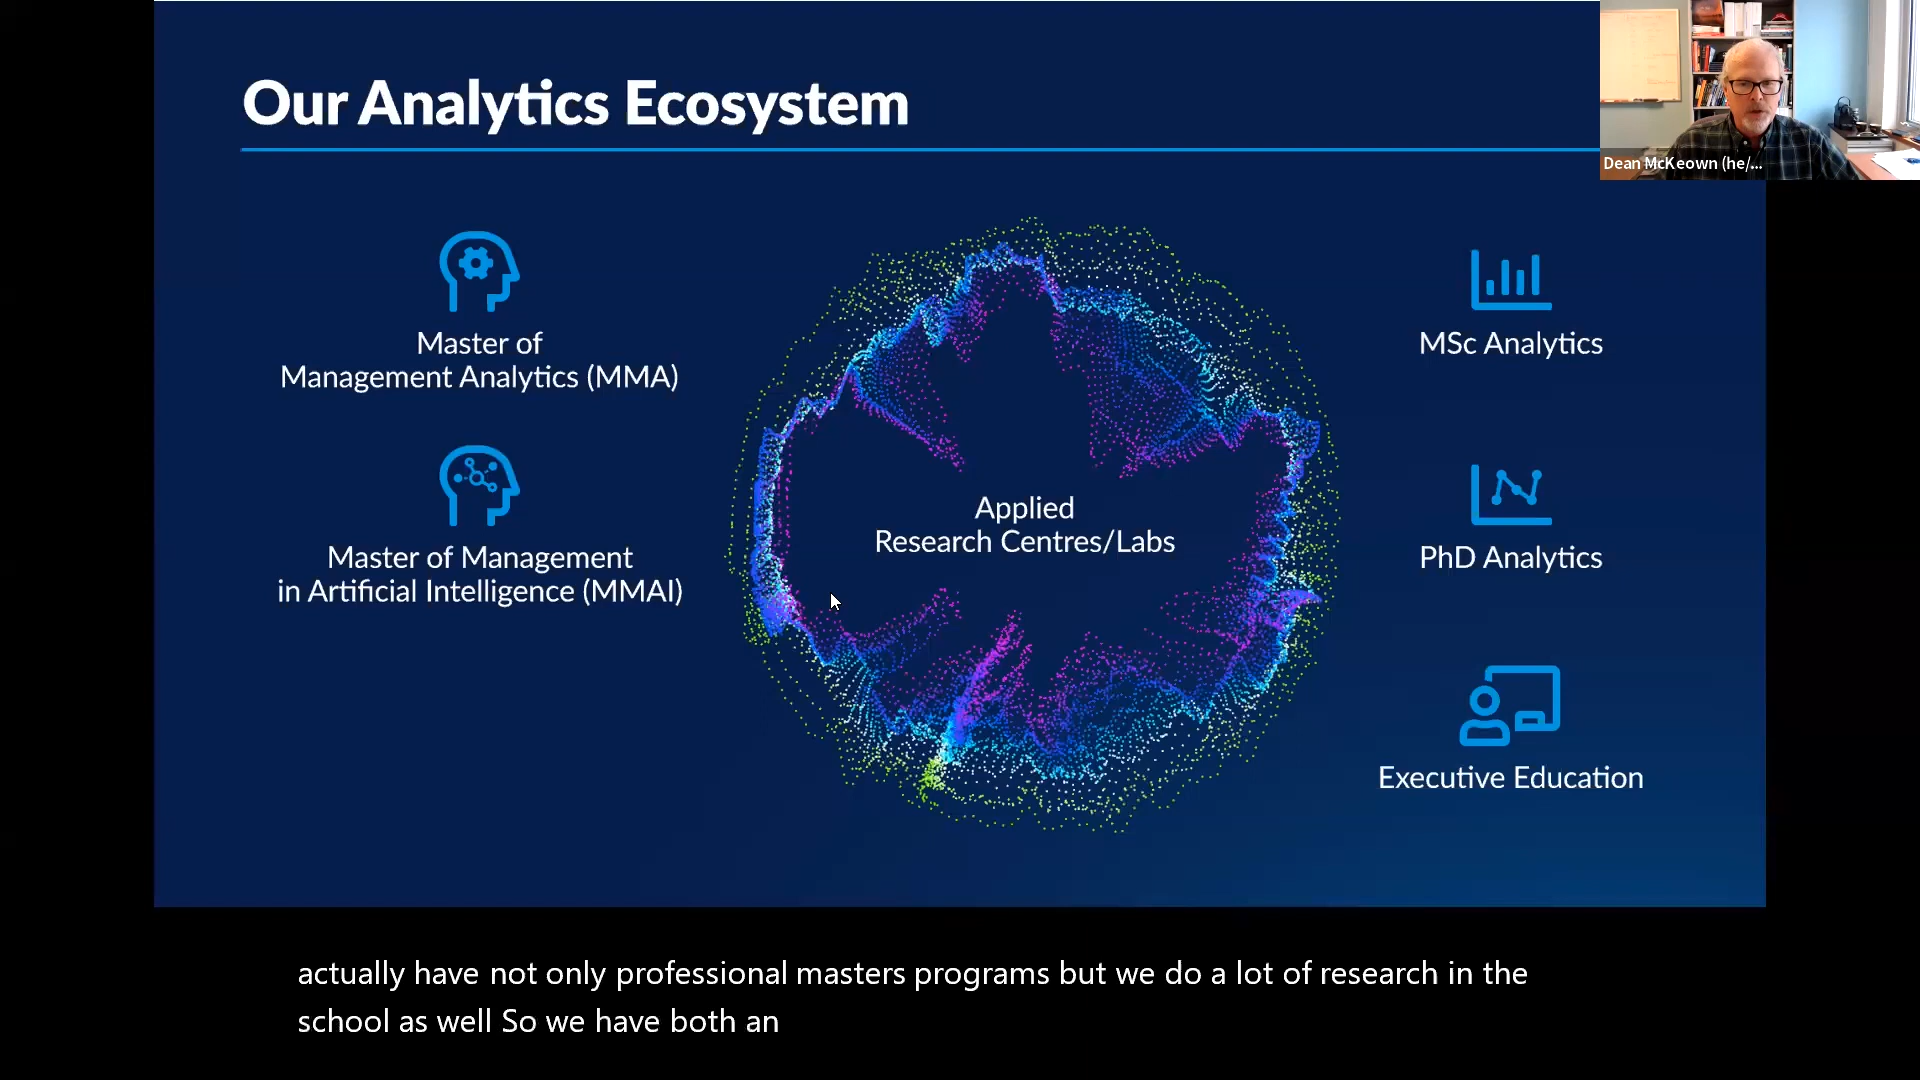 Our Analytics Ecosystem
Dean McKeown (he/...
Master of
Management Analytics (MMA)
Master of Management
in Artificial Intelligence (MMAI)
Applied
Research Centres/Labs
MSc Analytics
PhD Analytics
Executive Education
actually have not only professional masters programs but we do a lot of research in the
school as well So we have both an